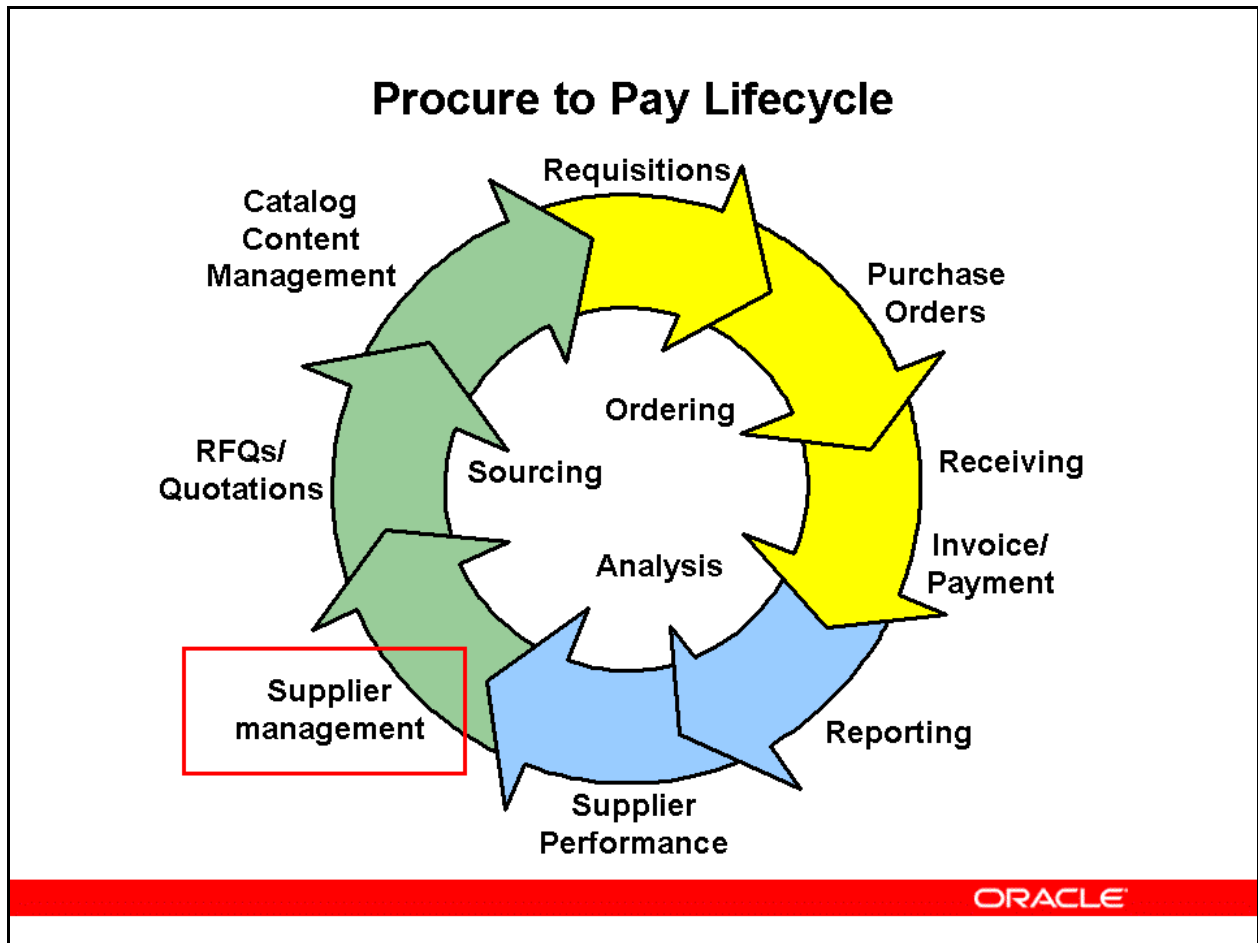 Procure to Pay Lifecycle
Requisitions
Catalog
Content
Management
Purchase
Orders
Ordering
RFQs/
Quotations
Sourcing
Receiving
Invoice/
Payment
Analysis
Supplier
management
Reporting
Supplier
Performance
ORACLE